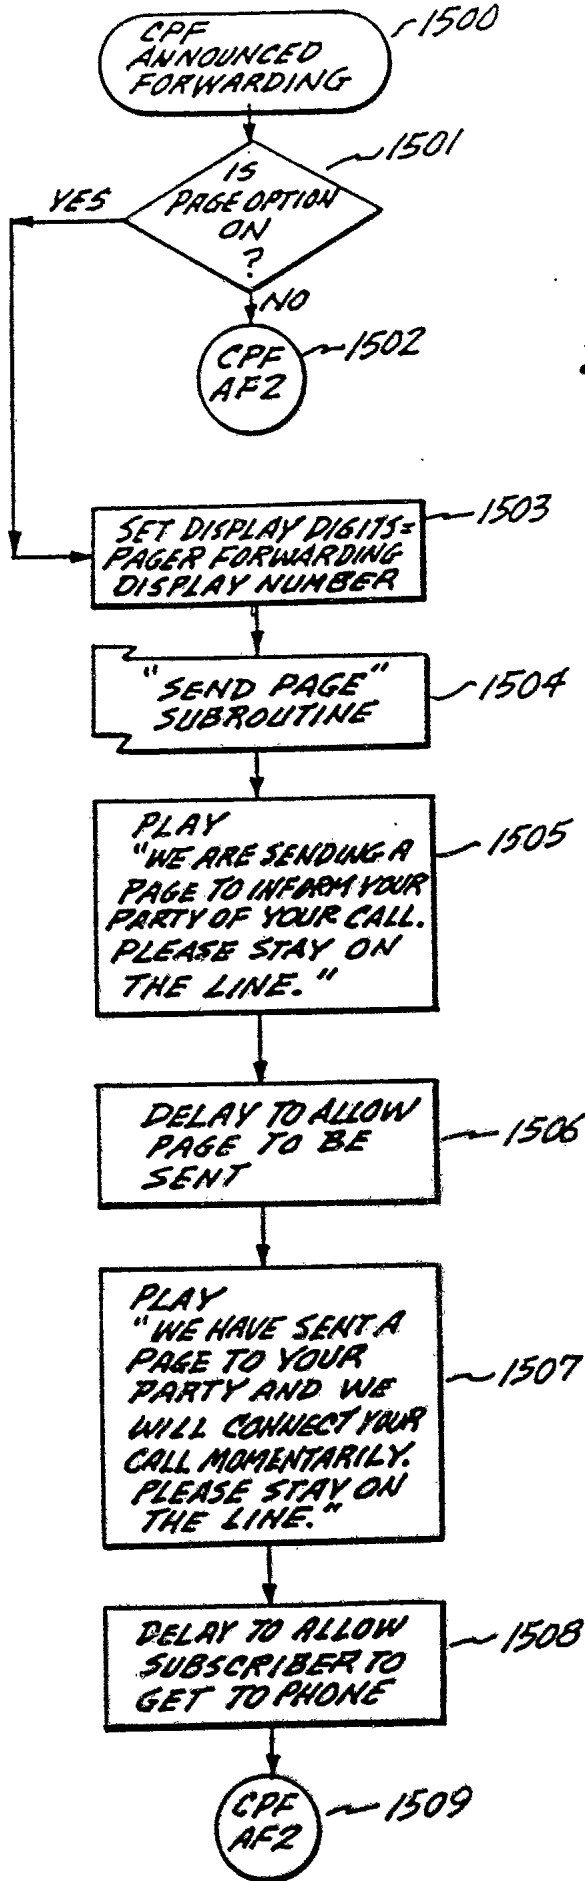 CPF
ANNOUNCED
FORWARDING
1500
1501
IS
PAGE OPTION
ON
?
YES
NO
CPF
AF2
1502
SET DISPLAY DIGITS=
PAGER FORWARDING
DISPLAY NUMBER
1503
"SEND PAGE"
SUBROUTINE
1504
PLAY
"WE ARE SENDING A
PAGE TO INFORM YOUR
PARTY OF YOUR CALL.
PLEASE STAY ON
THE LINE."
1505
DELAY TO ALLOW
PAGE TO BE
SENT
1506
PLAY
"WE HAVE SENT A
PAGE TO YOUR
PARTY AND WE
WILL CONNECT YOUR
CALL MOMENTARILY.
PLEASE STAY ON
THE LINE."
1507
DELAY TO ALLOW
SUBSCRIBER TO
GET TO PHONE
1508
CPF
AF2
1509